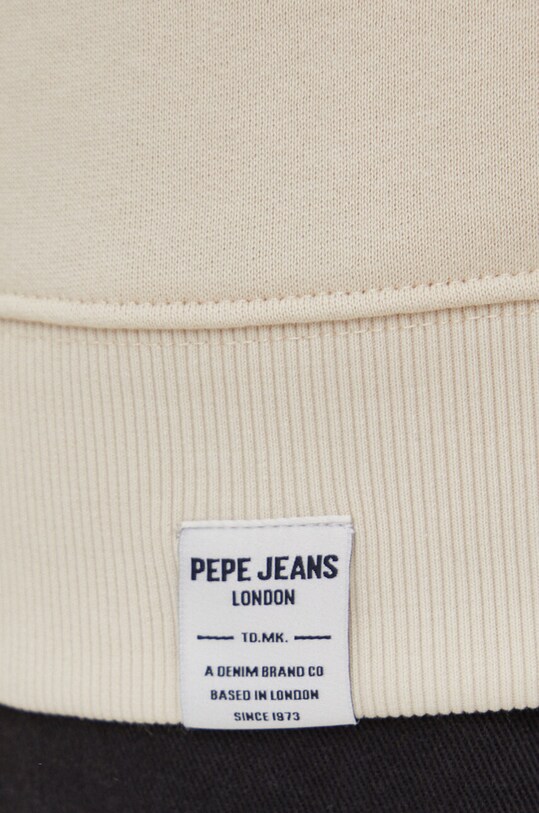 PEPE JEANS
LONDON
TD.MK.
A DENIM BRAND CO
BASED IN LONDON
SINCE 1973